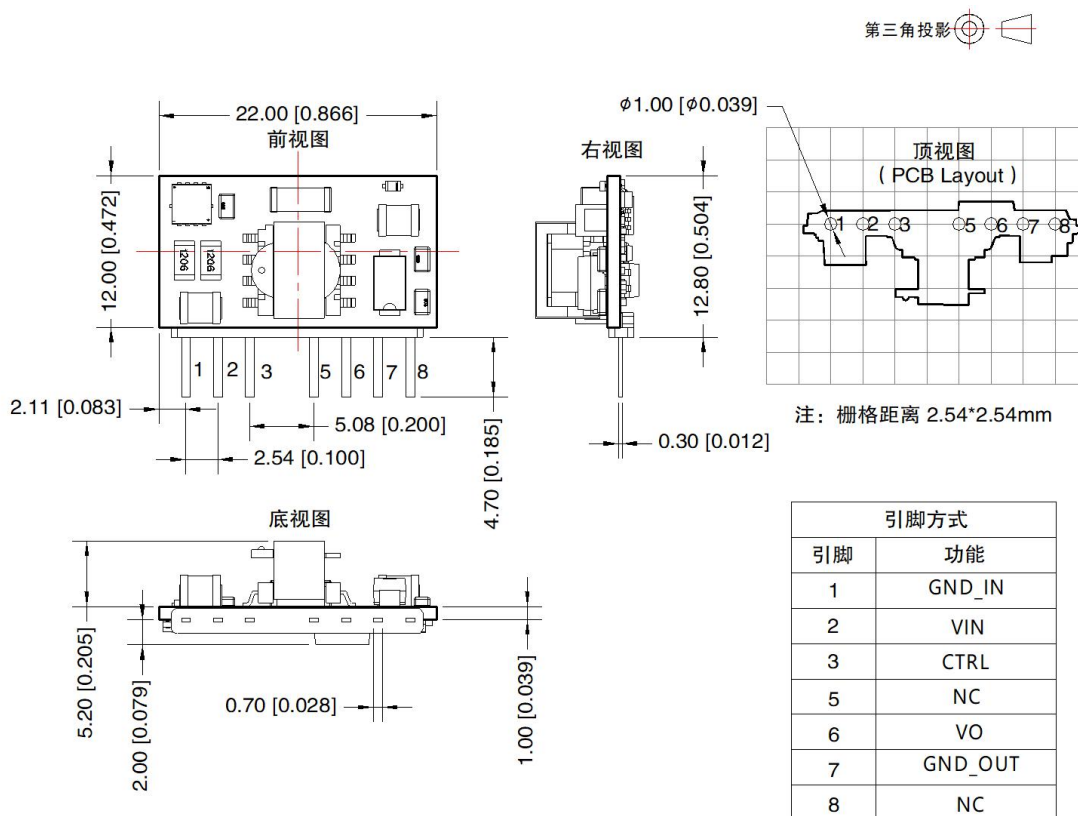 第三角投影
22.00 [0.866]
前视图
12.00 [0.472]
1206
1206
1
2
3
5
6
7
8
2.11 [0.083]
5.08 [0.200]
2.54 [0.100]
4.70 [0.185]
右视图
12.80 [0.504]
0.30 [0.012]
φ1.00 [φ0.039]
顶视图
( PCB Layout )
1 2 3 5 6 7 8
注：栅格距离 2.54*2.54mm
底视图
5.20 [0.205]
2.00 [0.079]
0.70 [0.028]
1.00 [0.039]
引脚方式
引脚 功能
1 GND_IN
2 VIN
3 CTRL
5 NC
6 VO
7 GND_OUT
8 NC